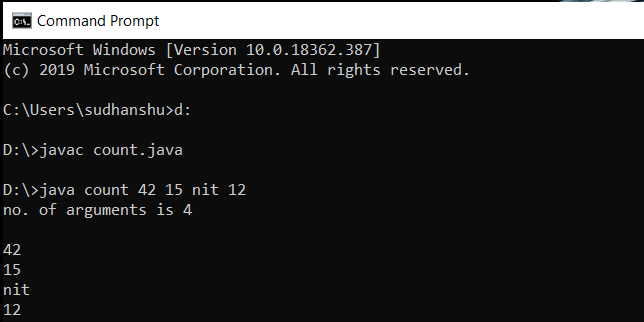 Command Prompt
Microsoft Windows [Version 10.0.18362.387]
(c) 2019 Microsoft Corporation. All rights reserved.
C:\Users\sudhanshu>d:
D:\>javac count.java
D:\>java count 42 15 nit 12
no. of arguments is 4
42
15
nit
12